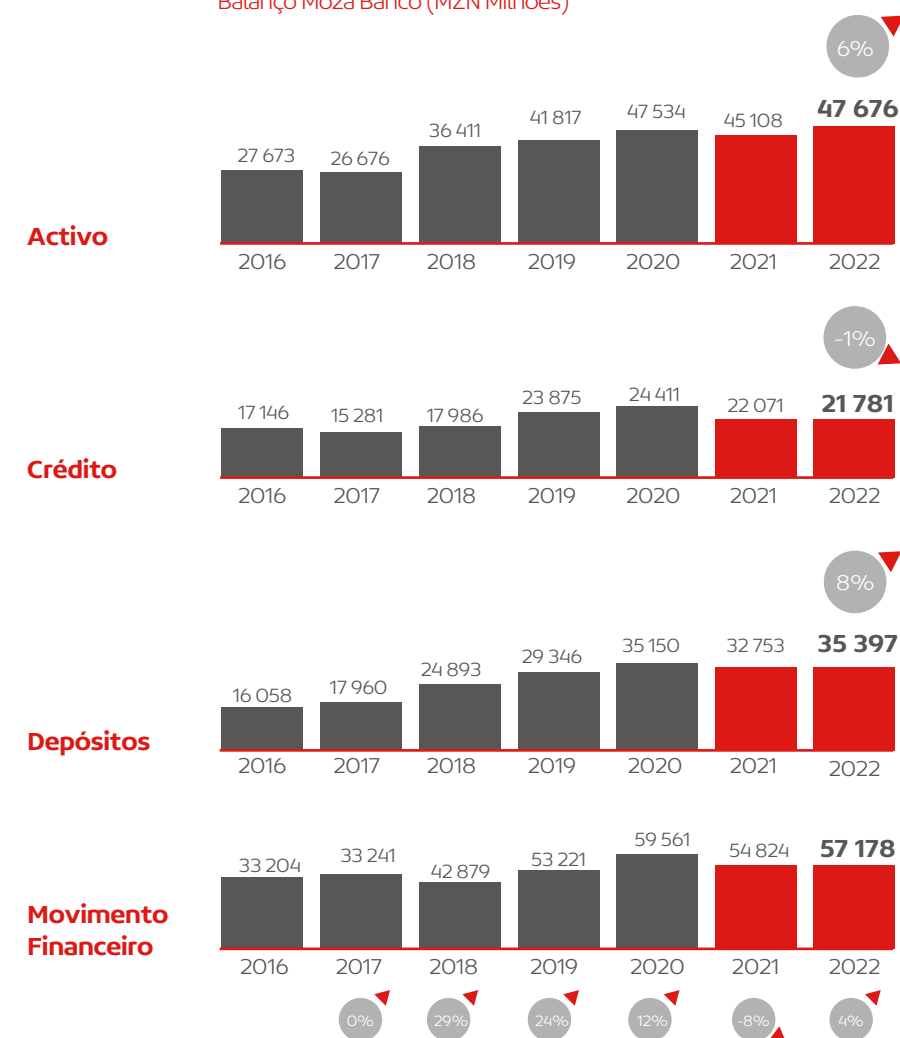 Balanço Moza Banco (MZN Milhões)
6%
27 673 26 676 36 411 41 817 47 534 45 108 47 676
Activo
2016 2017 2018 2019 2020 2021 2022
-1%
17 146 15 281 17 986 23 875 24 411 22 071 21 781
Crédito
2016 2017 2018 2019 2020 2021 2022
8%
16 058 17 960 24 893 29 346 35 150 32 753 35 397
Depósitos
2016 2017 2018 2019 2020 2021 2022
33 204 33 241 42 879 53 221 59 561 54 824 57 178
Movimento
Financeiro
2016 2017 2018 2019 2020 2021 2022
0% 29% 24% 12% -8% 4%